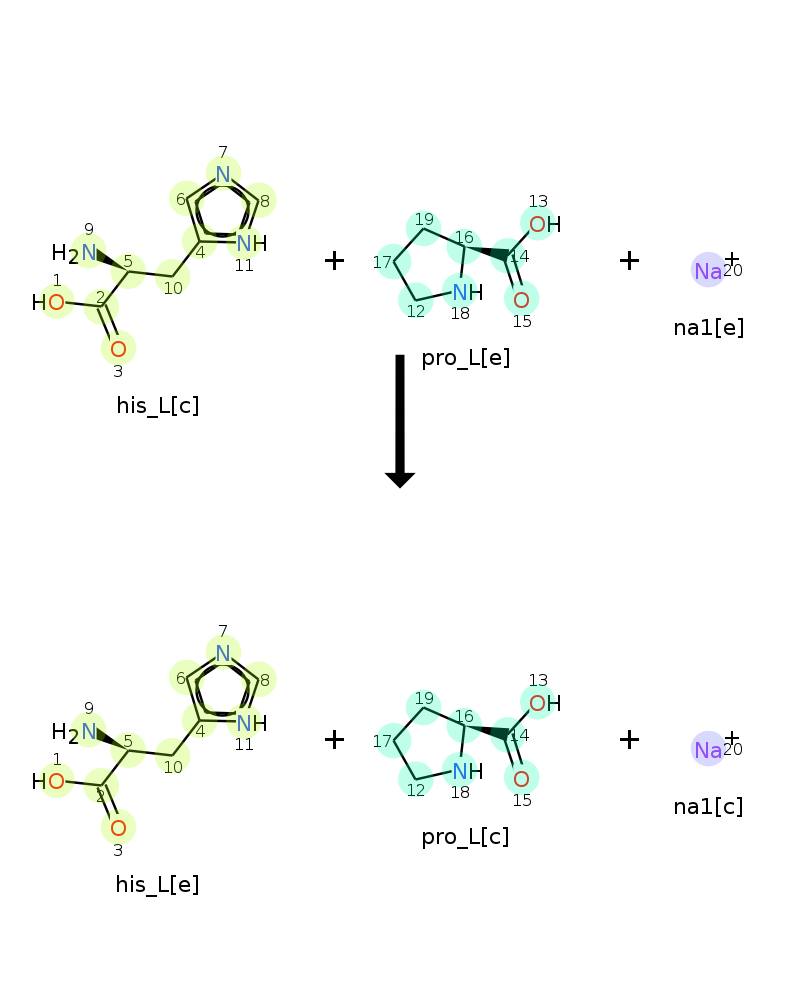 7
N
6
8
NH
11
4
9
H2N
5
10
1
HO
2
O
3
his_L[c]
+
19
16
17
12
NH
18
13
OH
14
O
15
pro_L[e]
+
Na+
20
na1[e]
7
N
6
8
NH
11
4
9
H2N
5
10
1
HO
2
O
3
his_L[e]
+
19
16
17
12
NH
18
13
OH
14
O
15
pro_L[c]
+
Na+
20
na1[c]